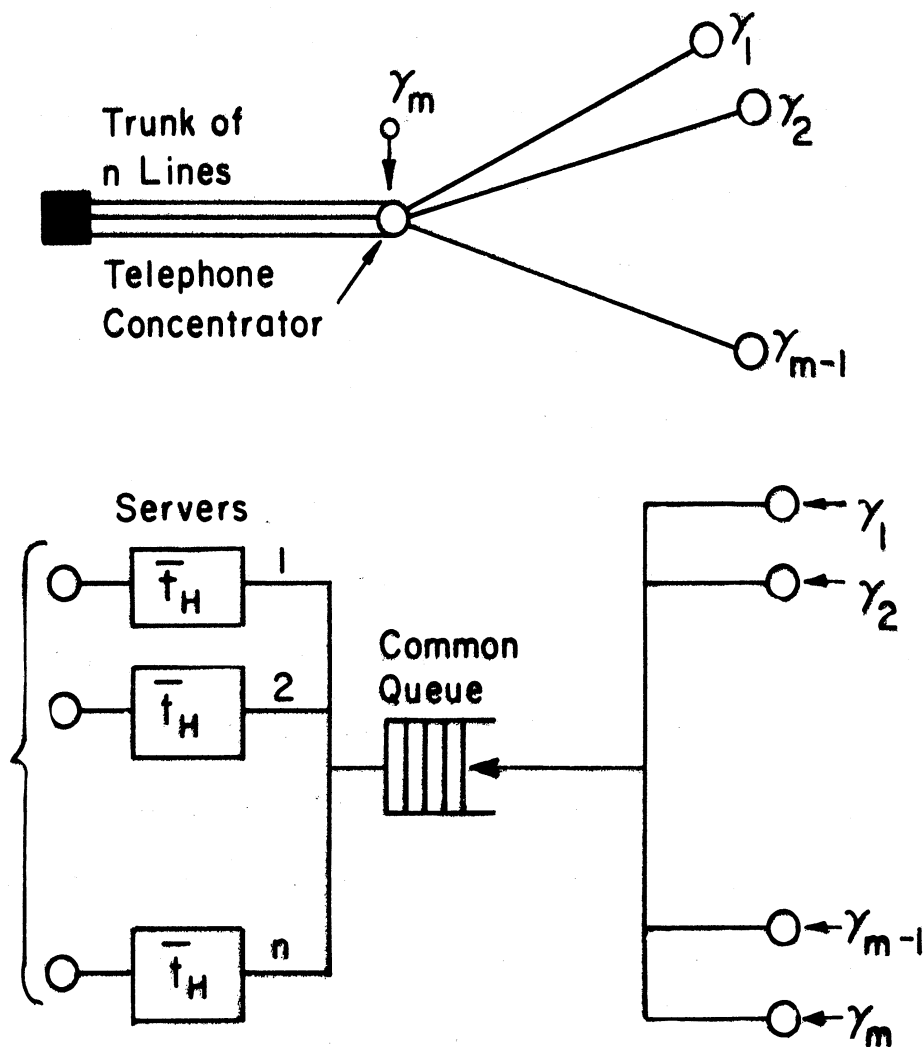 γ1
γm
γ2
Trunk of
n Lines
Telephone
Concentrator
γm-1
Servers
t̄H
1
γ1
t̄H
2
γ2
Common
Queue
t̄H
n
γm-1
γm